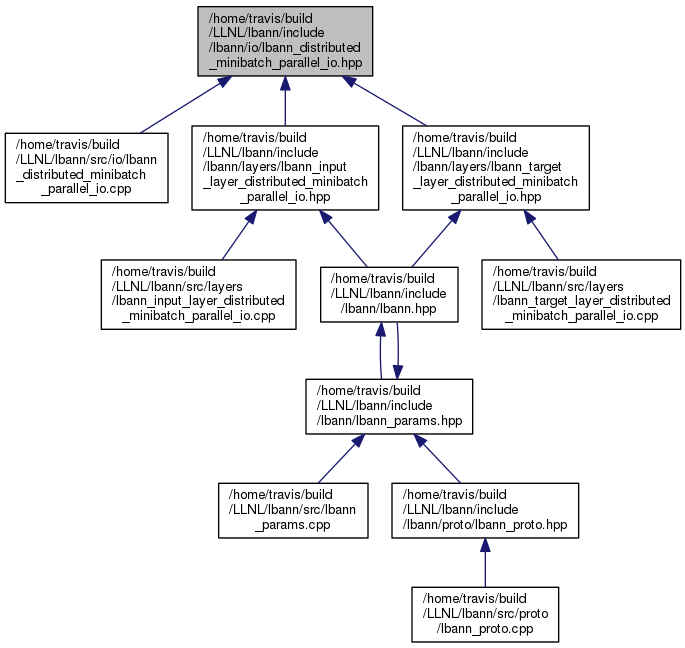 /home/travis/build
/LLNL/lbann/include
/lbann/io/lbann_distributed
_minibatch_parallel_io.hpp
/home/travis/build
/LLNL/lbann/src/io/lbann
_distributed_minibatch
_parallel_io.cpp
/home/travis/build
/LLNL/lbann/include
/lbann/layers/lbann_input
_layer_distributed_minibatch
_parallel_io.hpp
/home/travis/build
/LLNL/lbann/include
/lbann/layers/lbann_target
_layer_distributed_minibatch
_parallel_io.hpp
/home/travis/build
/LLNL/lbann/src/layers
/lbann_input_layer_distributed
_minibatch_parallel_io.cpp
/home/travis/build
/LLNL/lbann/include
/lbann/lbann.hpp
/home/travis/build
/LLNL/lbann/src/layers
/lbann_target_layer_distributed
_minibatch_parallel_io.cpp
/home/travis/build
/LLNL/lbann/include
/lbann/lbann_params.hpp
/home/travis/build
/LLNL/lbann/src/lbann
_params.cpp
/home/travis/build
/LLNL/lbann/include
/lbann/proto/lbann_proto.hpp
/home/travis/build
/LLNL/lbann/src/proto
/lbann_proto.cpp